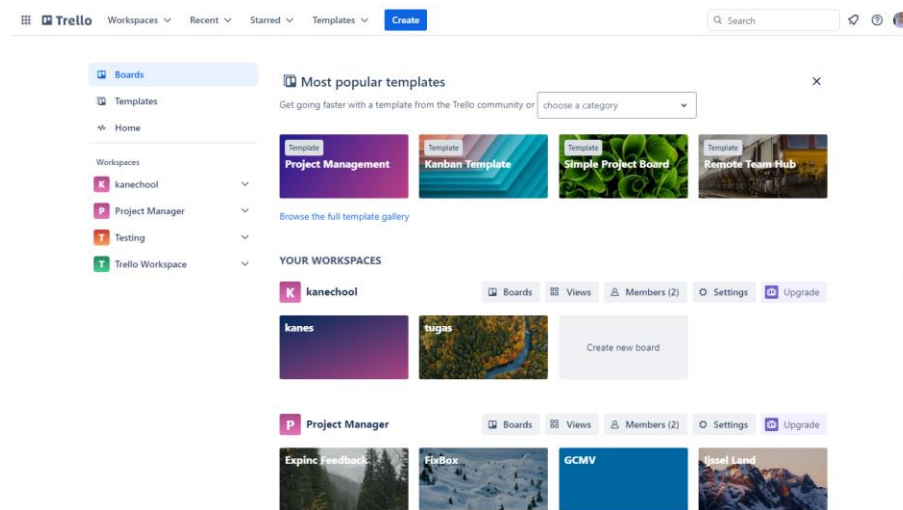 Trello
Workspaces
Recent
Starred
Templates
Create
Search
Boards
Templates
Home
Workspaces
K kanechool
P Project Manager
T Testing
T Trello Workspace
Most popular templates
Get going faster with a template from the Trello community or choose a category
Template
Project Management
Template
Kanban Template
Template
Simple Project Board
Template
Remote Team Hub
Browse the full template gallery
YOUR WORKSPACES
K kanechool
Boards
Views
Members (2)
Settings
Upgrade
kanes
tugas
Create new board
P Project Manager
Boards
Views
Members (2)
Settings
Upgrade
Expinc Feedback
FixBox
GCMV
Ijssel Land